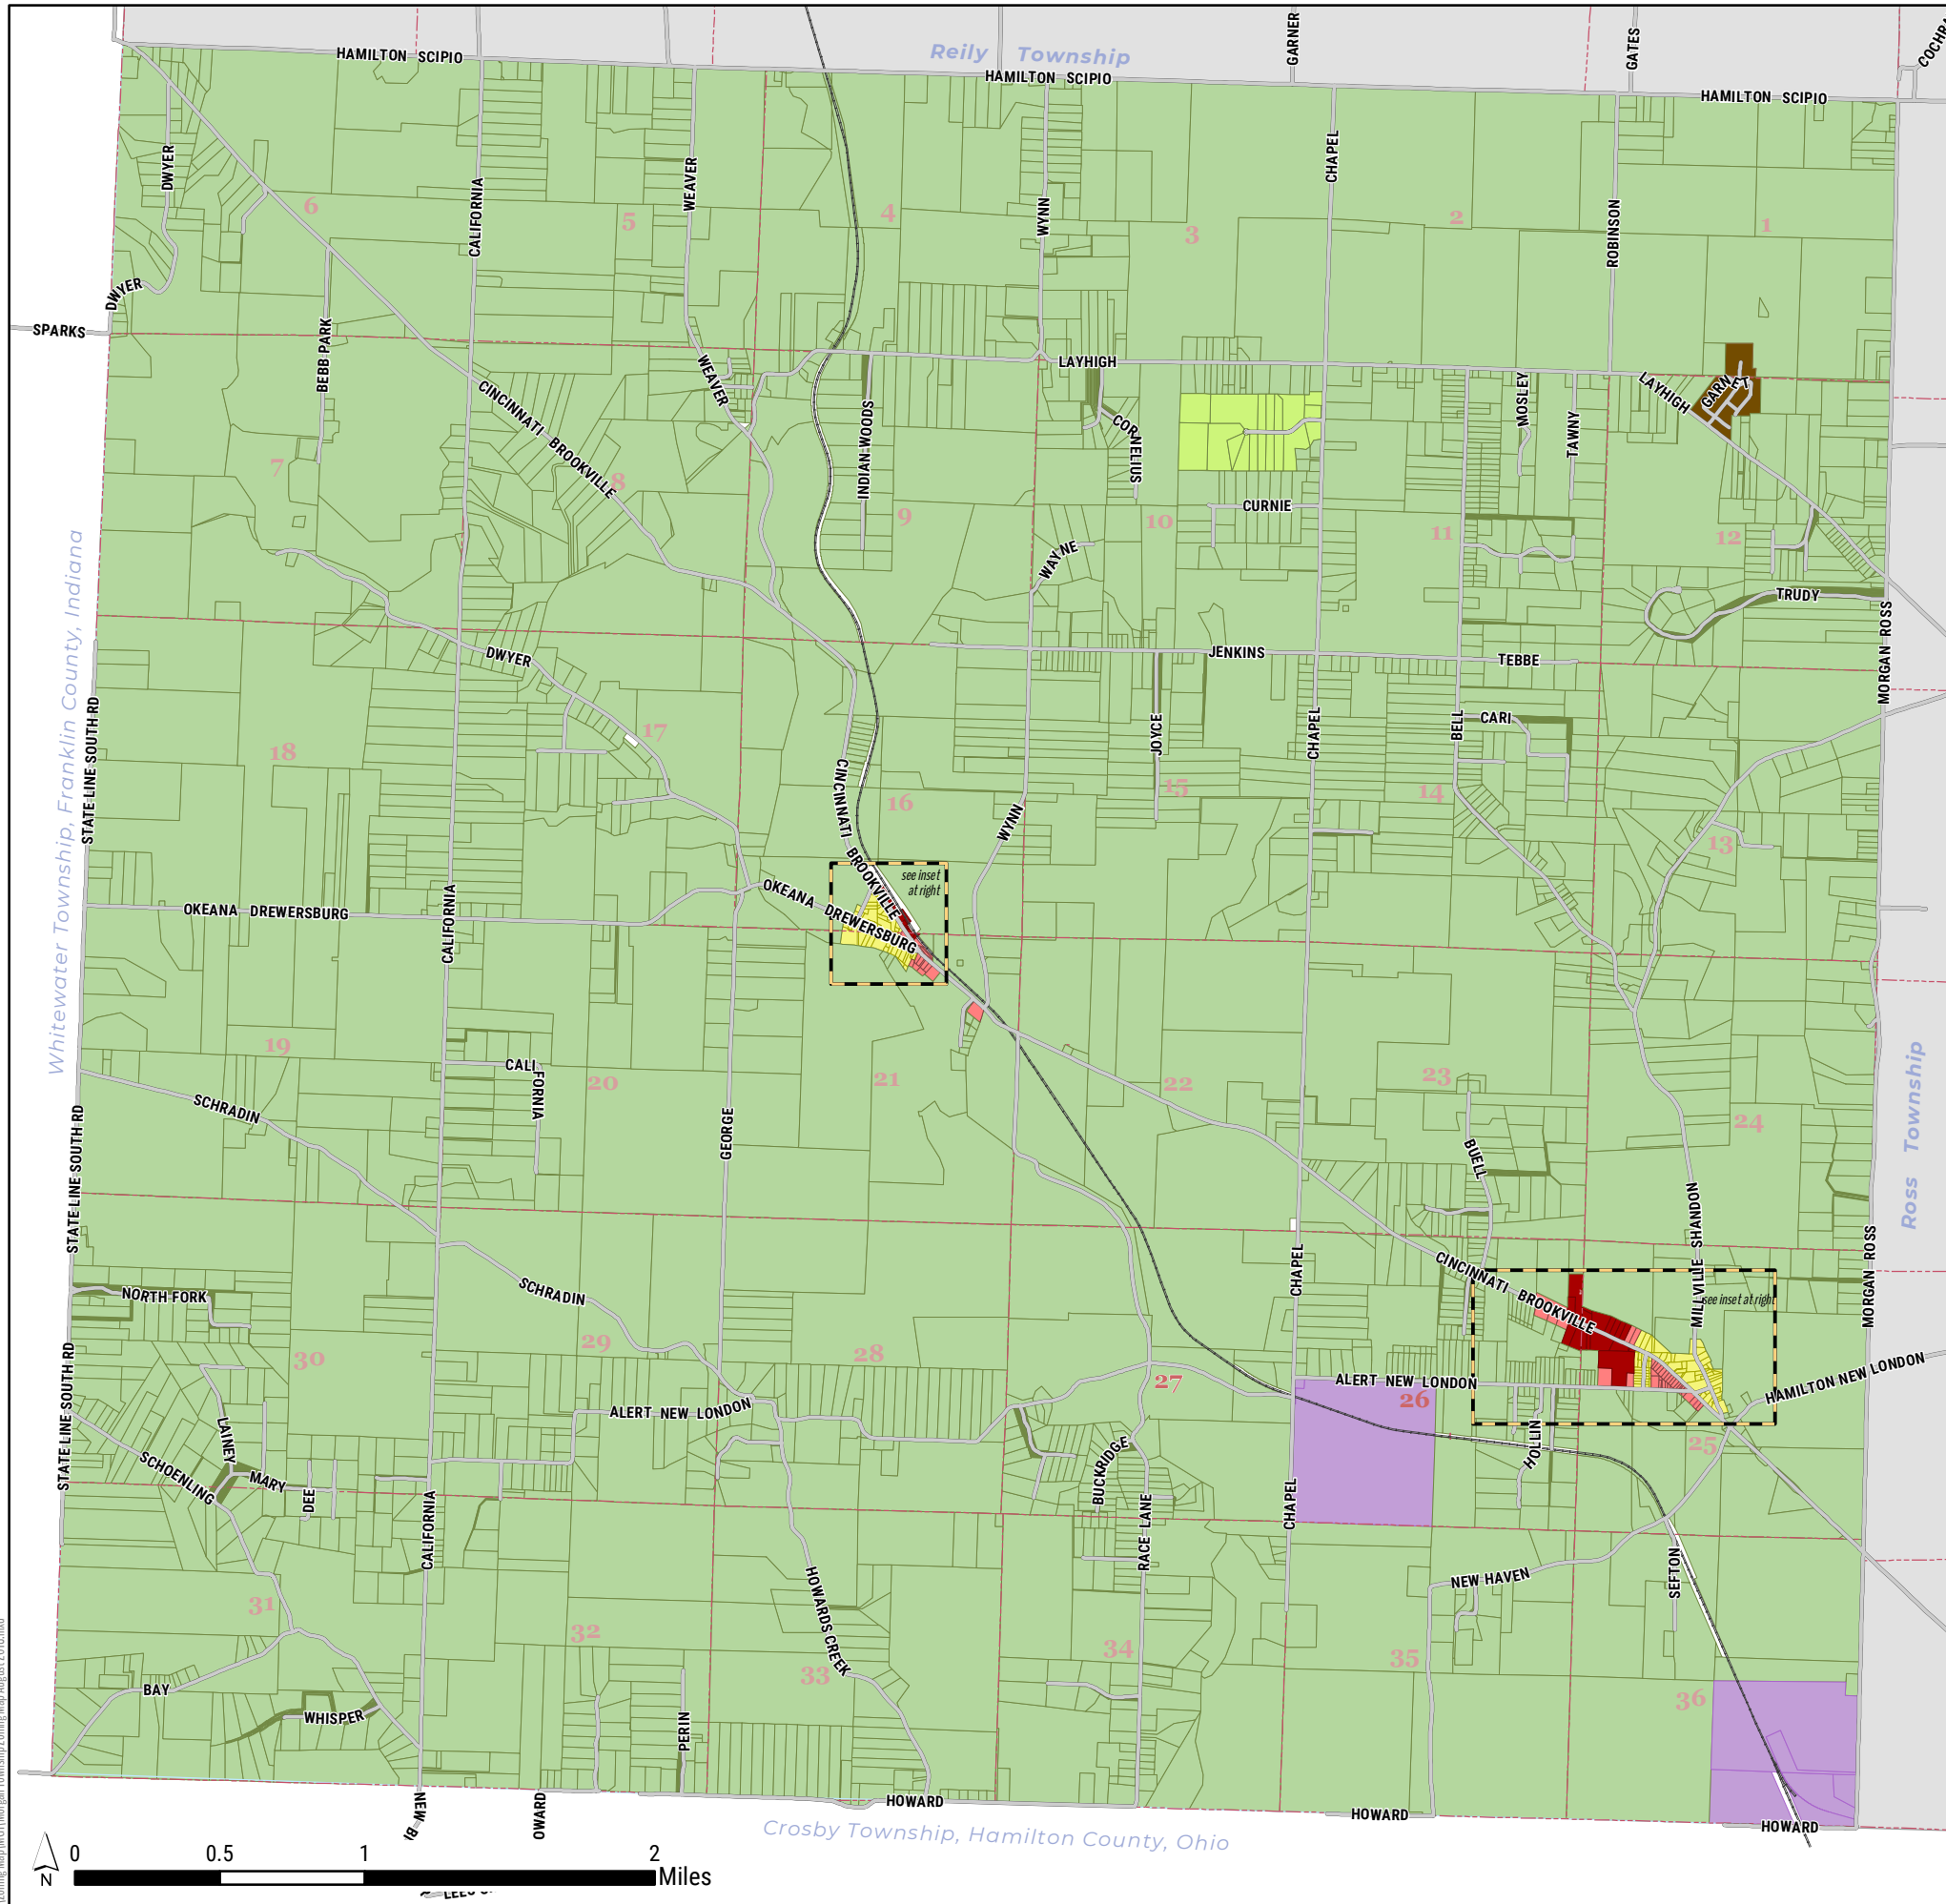 Reily Township
GARNER
GATES
HAMILTON SCIPIO
HAMILTON SCIPIO
HAMILTON SCIPIO
DWYER
CALIFORNIA
WEAVER
WYNN
CHAPEL
ROBINSON
6
5
4
3
2
1
DWYER
SPARKS
BEBB PARK
WEAVER
LAYHIGH
LAYHIGH
GARNET
MOSLEY
TAWNY
CINCINNATI BROOKVILLE
INDIAN WOODS
CORNELIUS
7
8
9
10
11
12
CURNIE
WAYNE
TRUDY
MORGAN ROSS
Whitewater Township, Franklin County, Indiana
DWYER
JENKINS
TEBBE
STATE LINE SOUTH RD
18
17
16
15
14
13
JOYCE
CHAPEL
BELL
CARI
CINCINNATI BROOKVILLE
WYNN
see inset
at right
OKEANA DREWERSBURG
CALIFORNIA
OKEANA DREWERSBURG
19
20
21
22
23
24
CALIFORNIA
SCHRADIN
GEORGE
BUELL
Ross Township
STATE LINE SOUTH RD
MILLVILLE SHANDON
MORGAN ROSS
NORTH FORK
SCHRADIN
CHAPEL
CINCINNATI BROOKVILLE
see inset at right
30
29
28
27
26
25
ALERT NEW LONDON
HAMILTON NEW LONDON
STATE LINE SOUTH RD
LAYNEY
ALERT NEW LONDON
SCHOENLING
MARY
DEE
CALIFORNIA
BUCKRIDGE
RACE LANE
CHAPEL
HOLLIN
NEW HAVEN
SEFTON
31
32
33
34
35
36
HOWARDS CREEK
BAY
WHISPER
PERIN
NEW BI
OWARD
HOWARD
HOWARD
HOWARD
Crosby Township, Hamilton County, Ohio
N
0 0.5 1 2
Miles